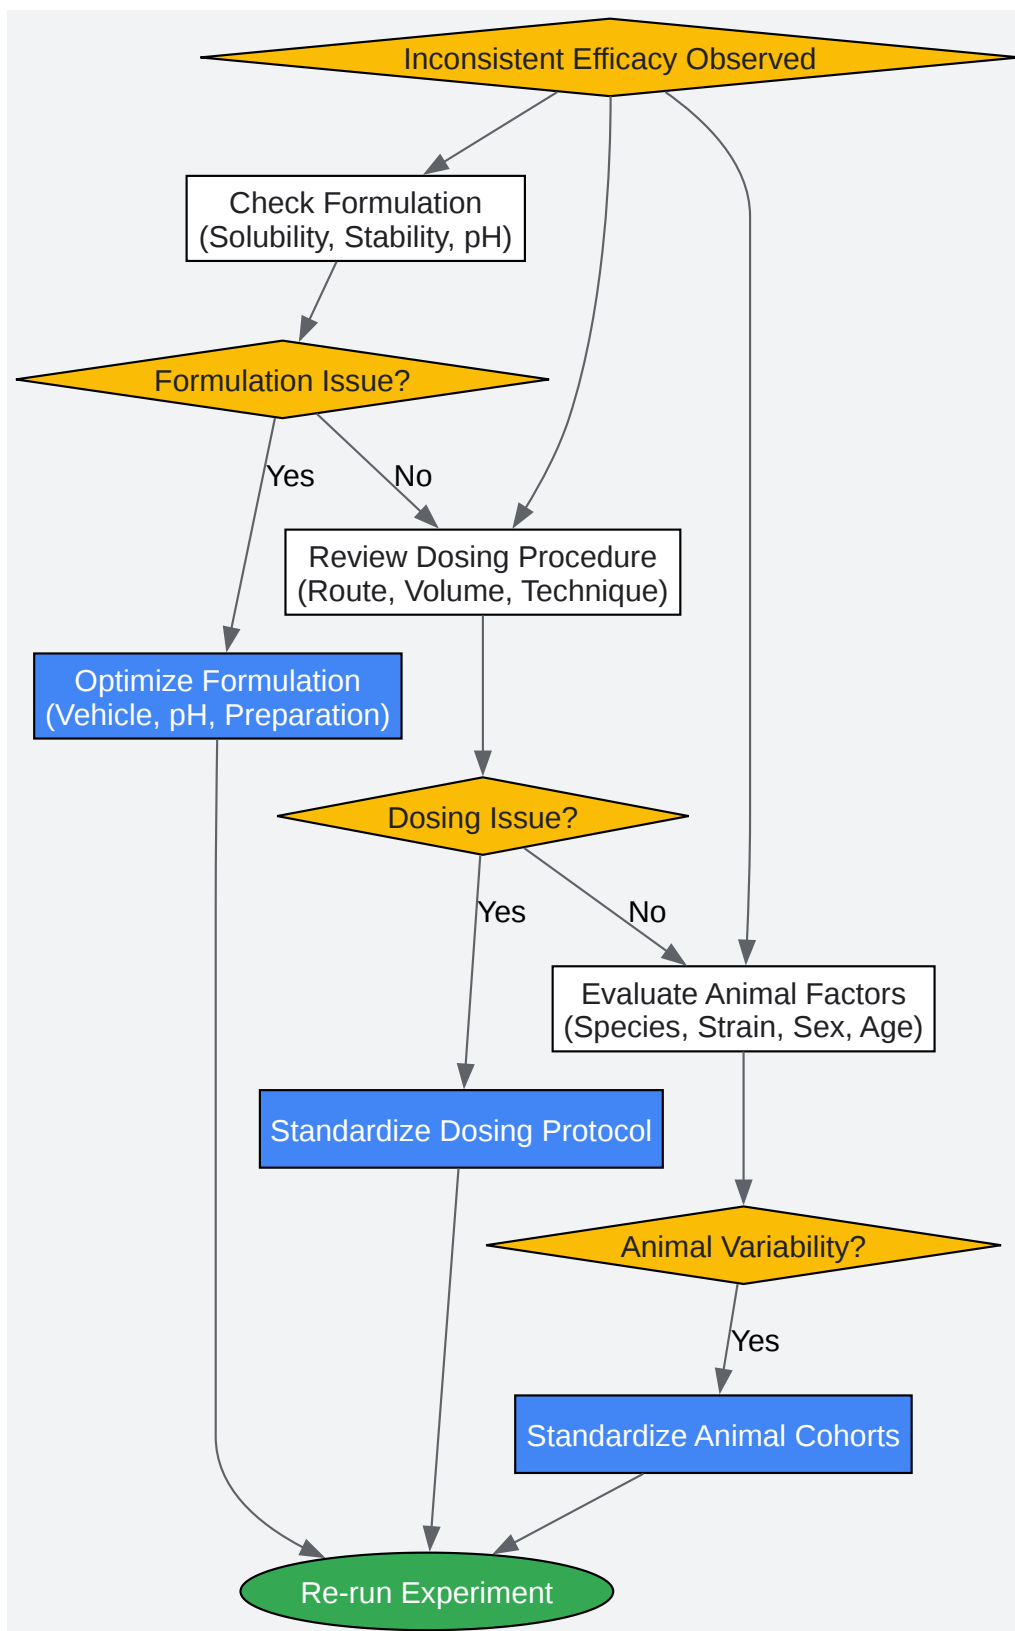 Inconsistent Efficacy Observed
Check Formulation
(Solubility, Stability, pH)
Formulation Issue?
Yes
No
Review Dosing Procedure
(Route, Volume, Technique)
Optimize Formulation
(Vehicle, pH, Preparation)
Dosing Issue?
Yes
No
Evaluate Animal Factors
(Species, Strain, Sex, Age)
Standardize Dosing Protocol
Animal Variability?
Yes
Standardize Animal Cohorts
Re-run Experiment